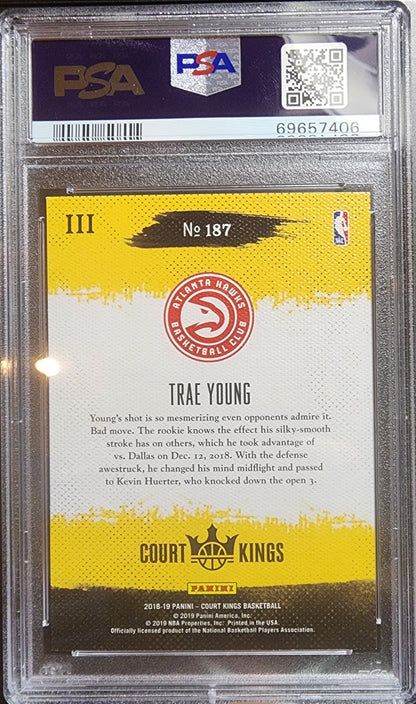 PSA
PSA
69657406
III
No 187
NBA
ATLANTA HAWKS
BASKETBALL CLUB
TRAE YOUNG
Young's shot is so mesmerizing even opponents admire it.
Bad move. The rookie knows the effect his silky-smooth
stroke has on others, which he took advantage of
vs. Dallas on Dec. 12, 2018. With the defense
awestruck, he changed his mind midflight and passed
to Kevin Huerter, who knocked down the open 3.
COURT KINGS
PANINI
2018-19 PANINI – COURT KINGS BASKETBALL
© 2019 Panini America, Inc.
© 2019 NBA Properties, Inc. Printed in the USA.
Officially licensed product of the National Basketball Players Association.